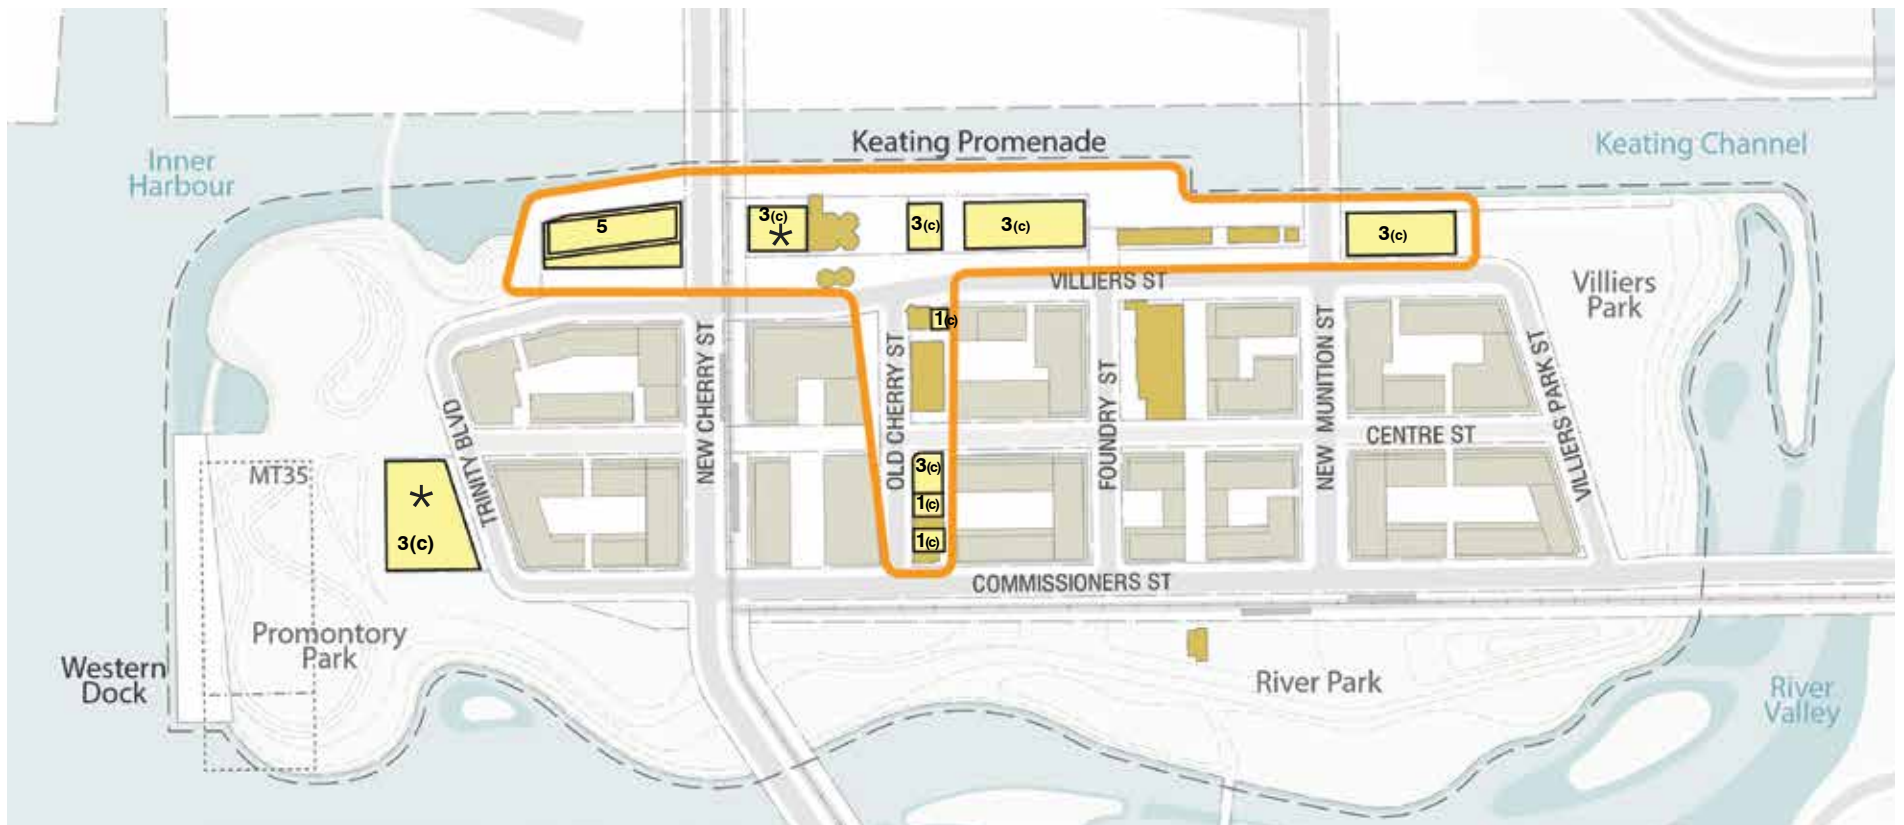 Keating Promenade
Keating Channel
Inner
Harbour
5
3(c)
*
3(c)
3(c)
3(c)
VILLIERS ST
Villiers
Park
1(c)
NEW CHERRY ST
OLD CHERRY ST
FOUNDRY ST
NEW MUNITION ST
VILLIERS PARK ST
TRINITY BLVD
CENTRE ST
MT35
*
3(c)
3(c)
1(c)
1(c)
COMMISSIONERS ST
Promontory
Park
Western
Dock
River Park
River
Valley